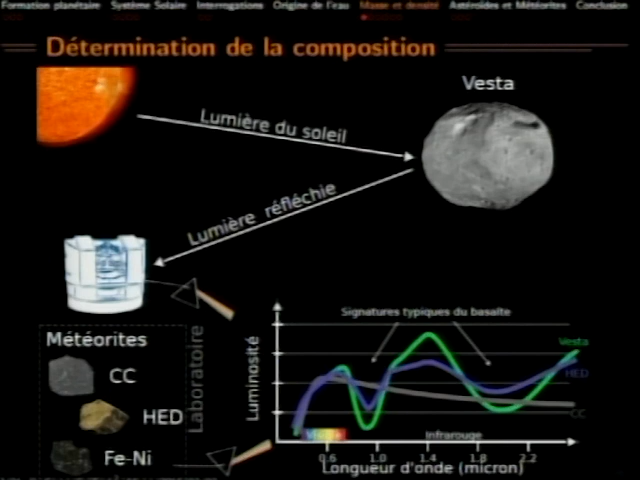 Formation planétaire Système Solaire Interrogations Origine de l'eau Masse et densité Astéroïdes et Météorites Conclusion
Détermination de la composition
Vesta
Lumière du soleil
Lumière réfléchie
Signatures typiques du basalte
Météorites
CC
HED
Fe-Ni
Laboratoire
Luminosité
Vesta
HED
CC
Infrarouge
0.6 1.0 1.4 1.8 2.2
Longueur d'onde (micron)